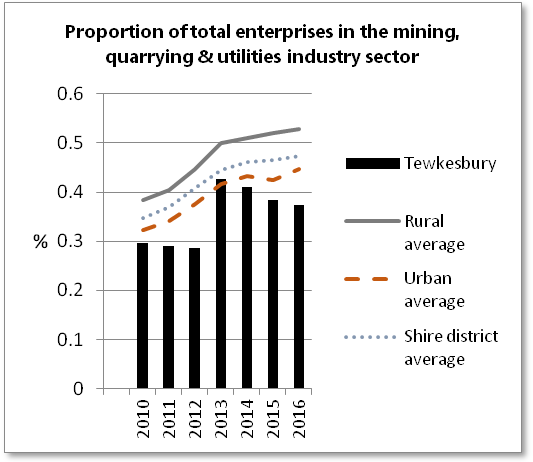 Proportion of total enterprises in the mining,
quarrying & utilities industry sector
0.6
0.5
0.4
0.3
0.2
0.1
0
%
2010
2011
2012
2013
2014
2015
2016
Tewkesbury
Rural
average
Urban
average
Shire district
average